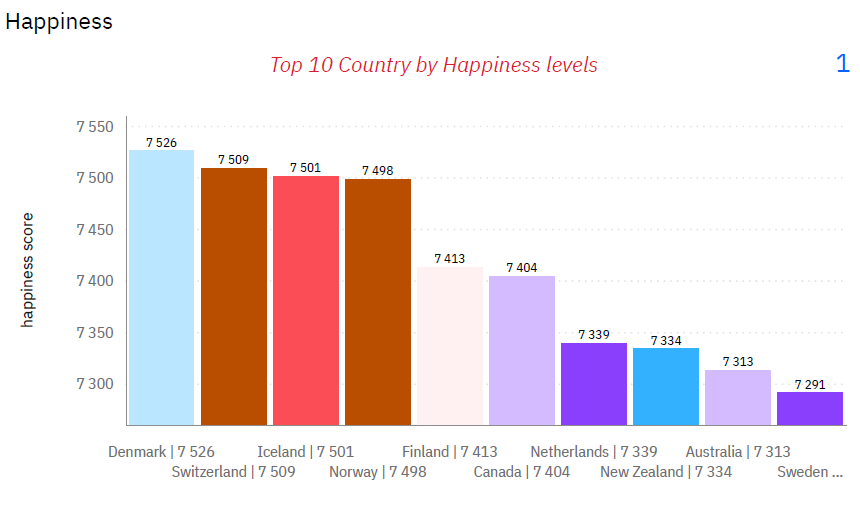 Happiness
Top 10 Country by Happiness levels
1
happiness score
7 550
7 500
7 450
7 400
7 350
7 300
7 526
7 509
7 501
7 498
7 413
7 404
7 339
7 334
7 313
7 291
Denmark | 7 526
Switzerland | 7 509
Iceland | 7 501
Norway | 7 498
Finland | 7 413
Canada | 7 404
Netherlands | 7 339
New Zealand | 7 334
Australia | 7 313
Sweden ...